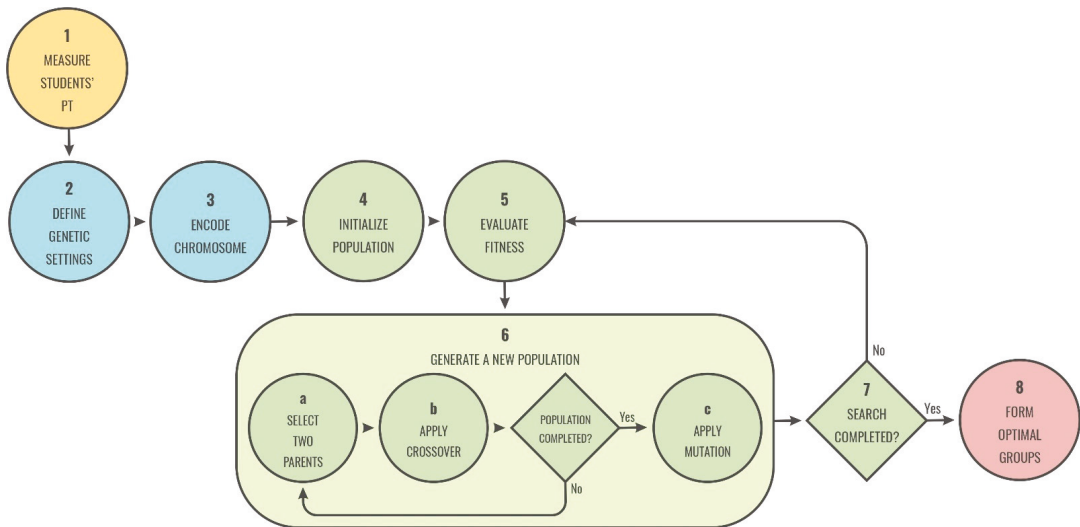 1
MEASURE
STUDENTS'
PT
2
DEFINE
GENETIC
SETTINGS
3
ENCODE
CHROMOSOME
4
INITIALIZE
POPULATION
5
EVALUATE
FITNESS
6
GENERATE A NEW POPULATION
a
SELECT
TWO
PARENTS
b
APPLY
CROSSOVER
POPULATION
COMPLETED?
Yes
No
c
APPLY
MUTATION
7
SEARCH
COMPLETED?
No
Yes
8
FORM
OPTIMAL
GROUPS